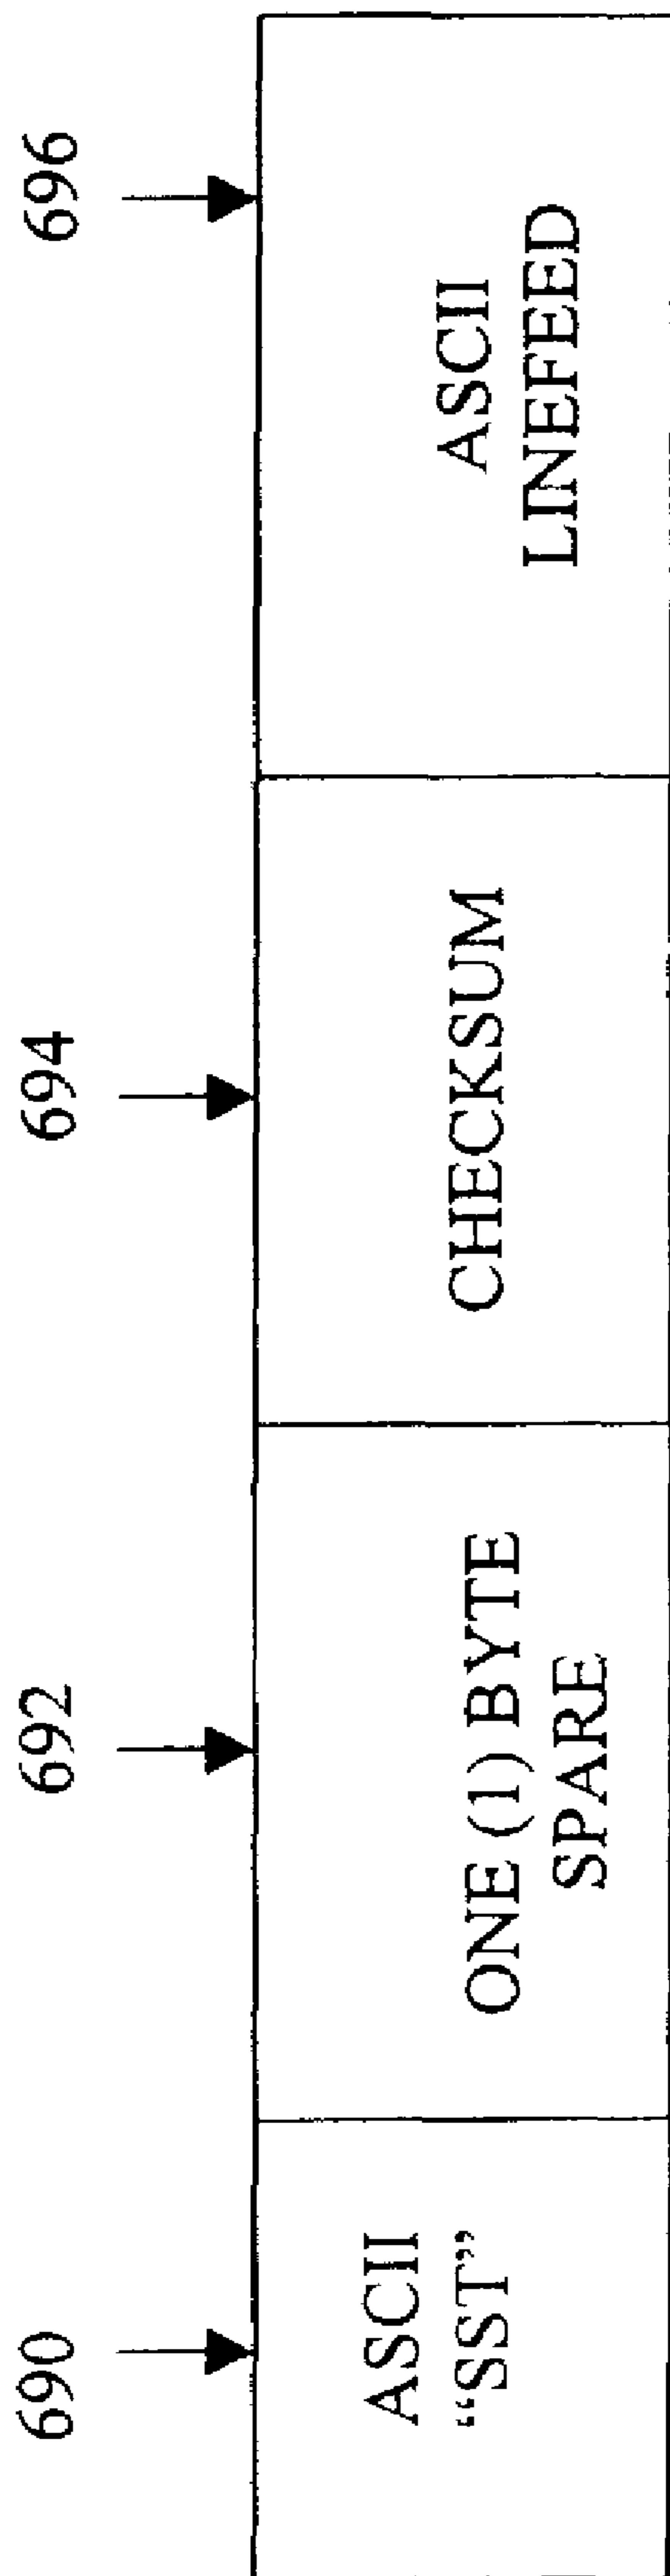 690
692
694
696
ASCII
“SST”
ONE (1) BYTE
SPARE
CHECKSUM
ASCII
LINEFEED